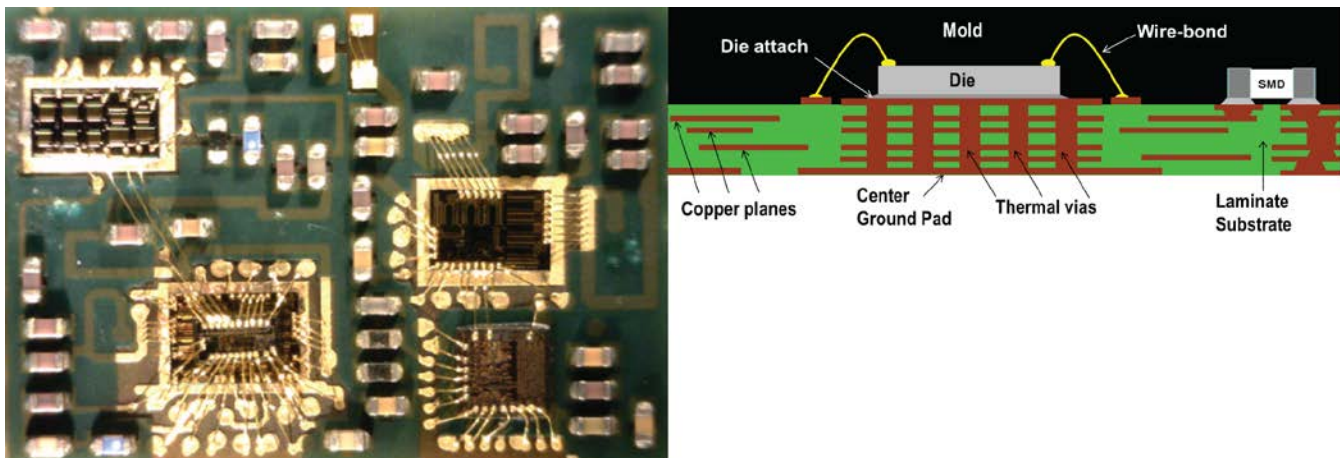 Mold
Wire-bond
Die attach
Die
SMD
Copper planes
Center
Ground Pad
Thermal vias
Laminate
Substrate